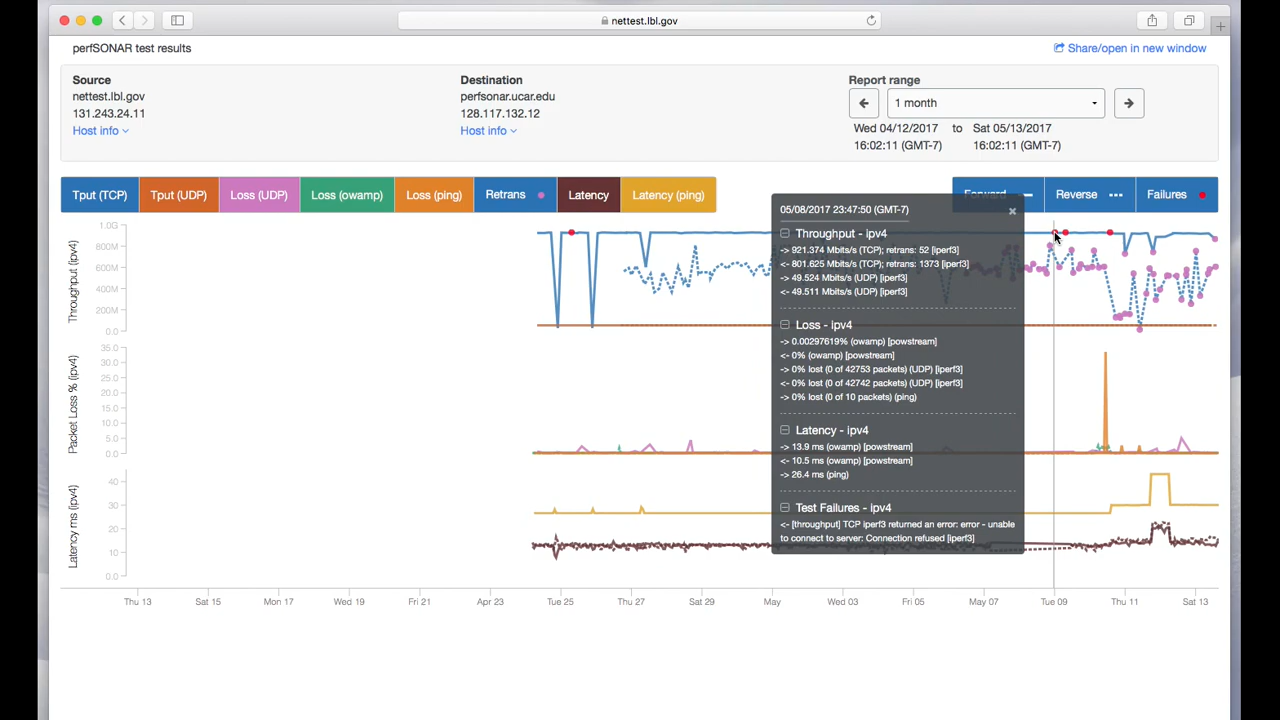 nettest.lbl.gov
perfSONAR test results
Share/open in new window
Source
nettest.lbl.gov
131.243.24.11
Host info
Destination
perfsonar.ucar.edu
128.117.132.12
Host info
Report range
1 month
Wed 04/12/2017 to Sat 05/13/2017
16:02:11 (GMT-7) 16:02:11 (GMT-7)
Tput (TCP) Tput (UDP) Loss (UDP) Loss (owamp) Loss (ping) Retrans Latency Latency (ping)
Forward Reverse Failures
Throughput (ipv4)
1.0G
800M
600M
400M
200M
0.0
Packet Loss % (ipv4)
35.0
30.0
25.0
20.0
15.0
10.0
5.0
0.0
Latency ms (ipv4)
40
30
20
10
0.0
Thu 13 Sat 15 Mon 17 Wed 19 Fri 21 Apr 23 Tue 25 Thu 27 Sat 29 May Wed 03 Fri 05 May 07 Tue 09 Thu 11 Sat 13
05/08/2017 23:47:50 (GMT-7)
Throughput - ipv4
-> 921.374 Mbits/s (TCP); retrans: 52 [iperf3]
<- 801.625 Mbits/s (TCP); retrans: 1373 [iperf3]
-> 49.524 Mbits/s (UDP) [iperf3]
<- 49.511 Mbits/s (UDP) [iperf3]
Loss - ipv4
-> 0.00297619% (owamp) [powstream]
<- 0% (owamp) [powstream]
-> 0% lost (0 of 42753 packets) (UDP) [iperf3]
<- 0% lost (0 of 42742 packets) (UDP) [iperf3]
-> 0% lost (0 of 10 packets) (ping)
Latency - ipv4
-> 13.9 ms (owamp) [powstream]
<- 10.5 ms (owamp) [powstream]
-> 26.4 ms (ping)
Test Failures - ipv4
<- [throughput] TCP iperf3 returned an error: error - unable
to connect to server: Connection refused [iperf3]